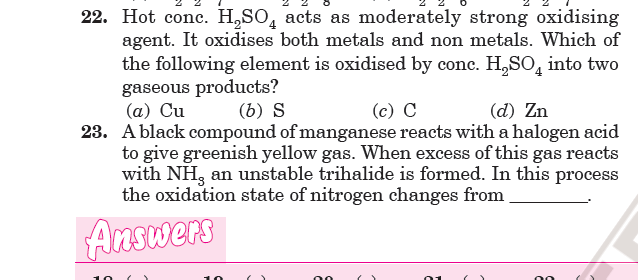 22. Hot conc. H₂SO₄ acts as moderately strong oxidising
agent. It oxidises both metals and non metals. Which of
the following element is oxidised by conc. H₂SO₄ into two
gaseous products?
(a) Cu (b) S (c) C (d) Zn
23. A black compound of manganese reacts with a halogen acid
to give greenish yellow gas. When excess of this gas reacts
with NH₃ an unstable trihalide is formed. In this process
the oxidation state of nitrogen changes from ________.
Answers